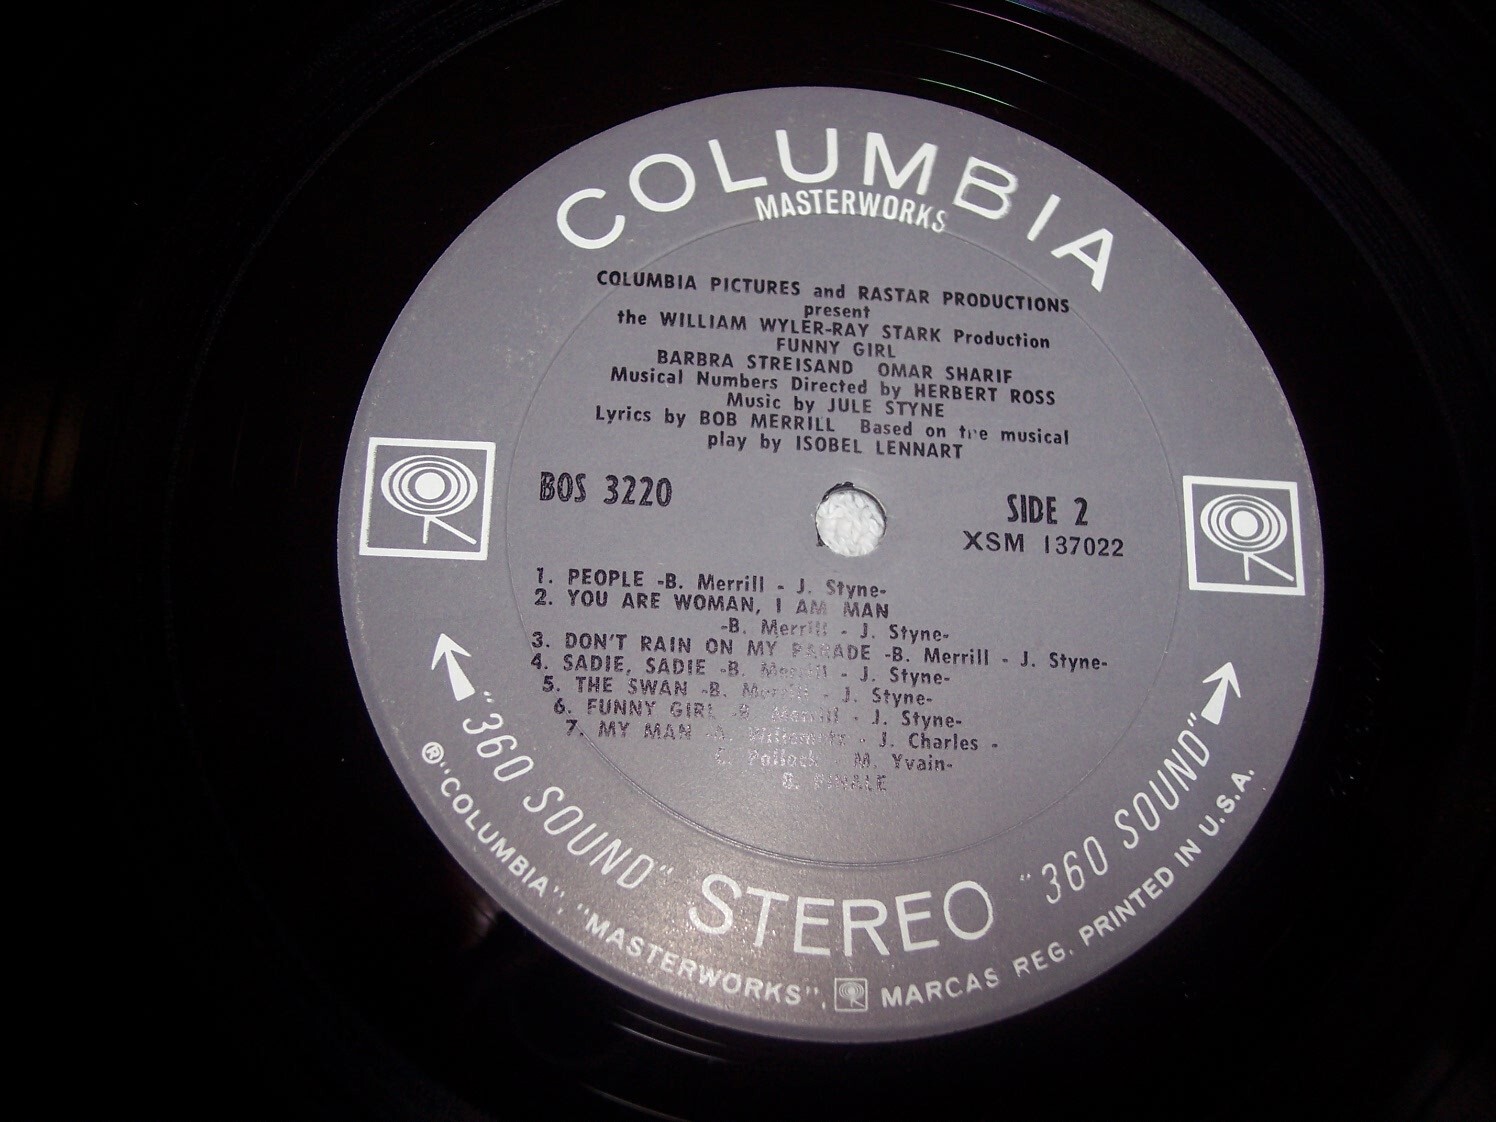 COLUMBIA
MASTERWORKS
COLUMBIA PICTURES and RASTAR PRODUCTIONS
present
the WILLIAM WYLER-RAY STARK Production
FUNNY GIRL
BARBRA STREISAND OMAR SHARIF
Musical Numbers Directed by HERBERT ROSS
Music by JULE STYNE
Lyrics by BOB MERRILL Based on the musical
play by ISOBEL LENNART
BOS 3220
SIDE 2
XSM 137022
1. PEOPLE -B. Merrill - J. Styne-
2. YOU ARE WOMAN, I AM MAN
-B. Merrill - J. Styne-
3. DON'T RAIN ON MY PARADE -B. Merrill - J. Styne-
4. SADIE, SADIE -B. Merrill - J. Styne-
5. THE SWAN -B. Merrill - J. Styne-
6. FUNNY GIRL -B. Merrill - J. Styne-
7. MY MAN -A. Willemetz - J. Charles -
C. Pollock - M. Yvain-
8. FINALE
"360 SOUND" STEREO "360 SOUND"
® "COLUMBIA", "MASTERWORKS", MARCAS REG. PRINTED IN U.S.A.